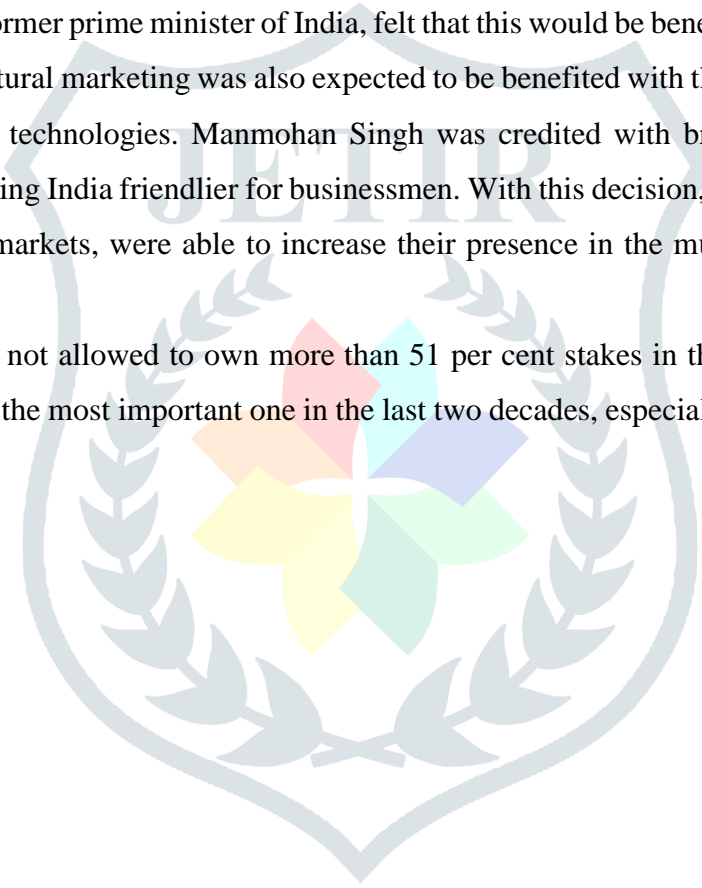 ormer prime minister of India, felt that this would be bene
tural marketing was also expected to be benefited with th
technologies. Manmohan Singh was credited with br
ing India friendlier for businessmen. With this decision,
markets, were able to increase their presence in the mu
not allowed to own more than 51 per cent stakes in th
the most important one in the last two decades, especial
JETIR